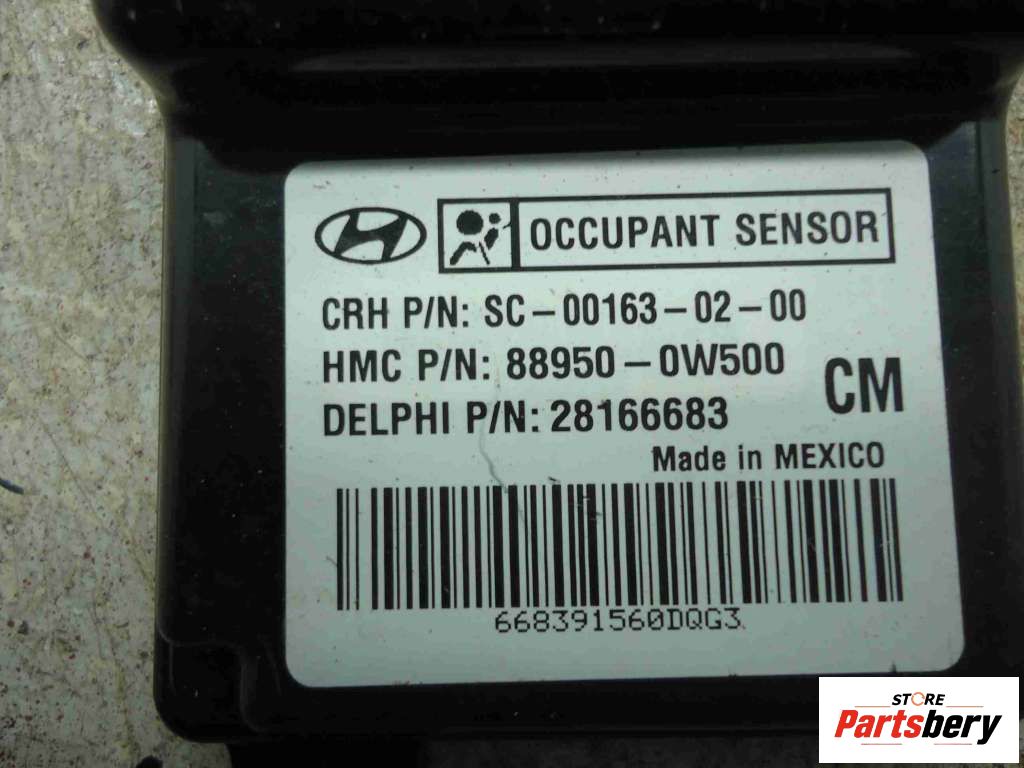 OCCUPANT SENSOR
CRH P/N: SC-00163-02-00
HMC P/N: 88950-0W500
CM
DELPHI P/N: 28166683
Made in MEXICO
668391560DQG3
STORE
Partsbery